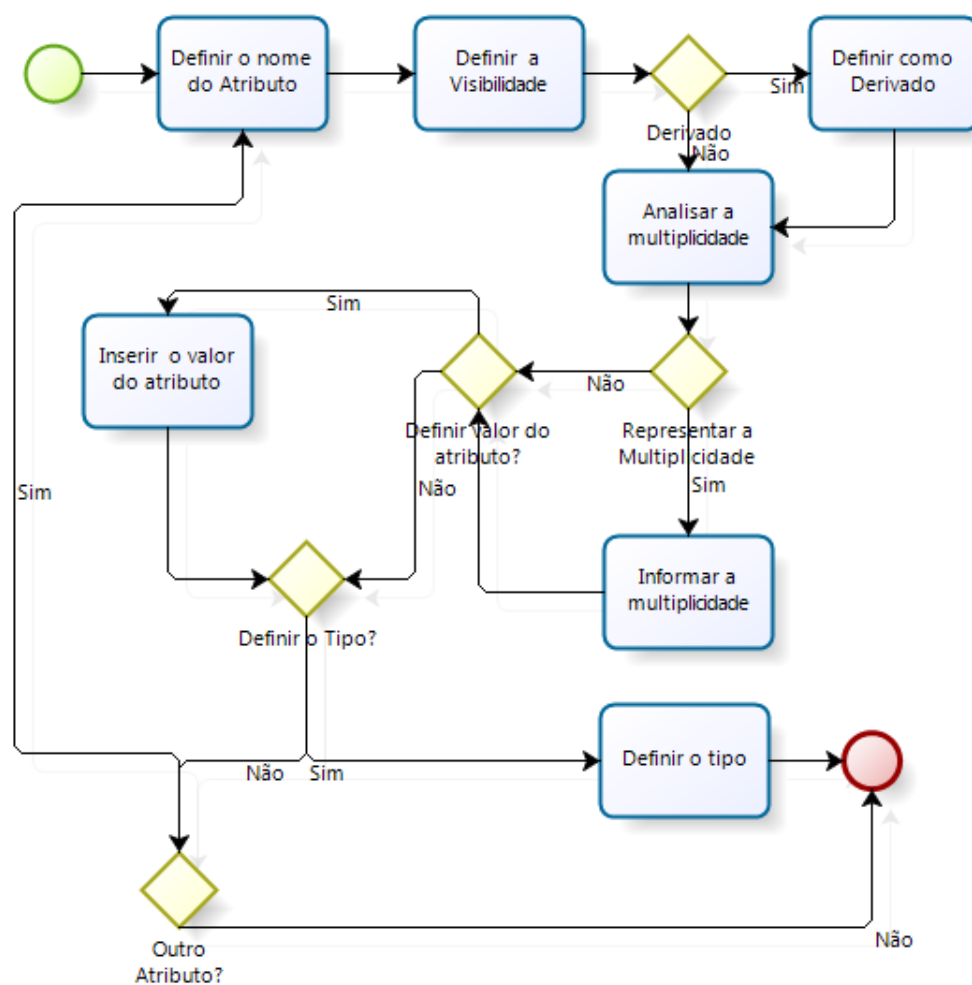 Definir o nome
do Atributo
Definir a
Visibilidade
Derivado
Sim
Não
Definir como
Derivado
Analisar a
multiplicidade
Representar a
Multiplicidade
Não
Sim
Informar a
multiplicidade
Definir valor do
atributo?
Sim
Não
Inserir o valor
do atributo
Definir o Tipo?
Não
Sim
Definir o tipo
Outro
Atributo?
Sim
Não